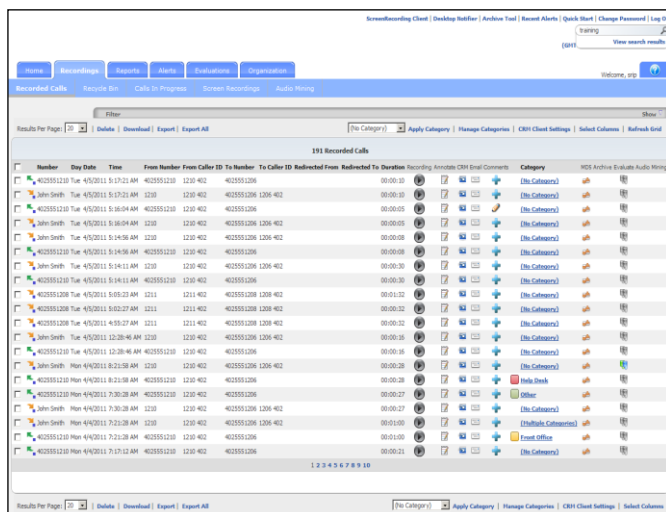 ScreenRecording Client | Desktop Notifier | Archive Tool | Recent Alerts | Quick Start | Change Password | Log O
training
[GHT View search results
Home Recordings Reports Alerts Evaluations Organization
Welcome, snp
Recorded Calls Recycle Bin Calls In Progress Screen Recordings Audio Mining
Filter Show
Results Per Page: 20 | Delete | Download | Export | Export All (No Category) Apply Category | Manage Categories | CRM Client Settings | Select Columns | Refresh Grid
191 Recorded Calls
Number Day Date Time From Number From Caller ID To Number To Caller ID Redirected From Redirected To Duration Recording Annotate CRM Email Comments Category MDS Archive Evaluate Audio Mining
4025551210 Tue 4/5/2011 5:17:21 AM 4025551210 1210 402 4025551206 00:00:10 (No Category)
John Smith Tue 4/5/2011 5:17:21 AM 1210 1210 402 4025551206 1206 402 00:00:10 (No Category)
4025551210 Tue 4/5/2011 5:16:04 AM 4025551210 1210 402 4025551206 00:00:05 (No Category)
John Smith Tue 4/5/2011 5:16:04 AM 1210 1210 402 4025551206 1206 402 00:00:05 (No Category)
John Smith Tue 4/5/2011 5:14:56 AM 1210 1210 402 4025551206 1206 402 00:00:08 (No Category)
4025551210 Tue 4/5/2011 5:14:56 AM 4025551210 1210 402 4025551206 00:00:08 (No Category)
John Smith Tue 4/5/2011 5:14:11 AM 1210 1210 402 4025551206 1206 402 00:00:30 (No Category)
4025551210 Tue 4/5/2011 5:14:11 AM 4025551210 1210 402 4025551206 00:00:30 (No Category)
4025551208 Tue 4/5/2011 5:05:23 AM 1211 1211 402 4025551208 1208 402 00:01:32 (No Category)
4025551208 Tue 4/5/2011 5:02:27 AM 1211 1211 402 4025551208 1208 402 00:00:32 (No Category)
4025551208 Tue 4/5/2011 4:55:27 AM 1211 1211 402 4025551208 1208 402 00:00:32 (No Category)
John Smith Tue 4/5/2011 12:28:46 AM 1210 1210 402 4025551206 1206 402 00:00:16 (No Category)
4025551210 Tue 4/5/2011 12:28:46 AM 4025551210 1210 402 4025551206 00:00:16 (No Category)
John Smith Mon 4/4/2011 8:21:58 AM 1210 1210 402 4025551206 1206 402 00:00:28 (No Category)
4025551210 Mon 4/4/2011 8:21:58 AM 4025551210 1210 402 4025551206 00:00:28 Help Desk
4025551210 Mon 4/4/2011 7:30:28 AM 4025551210 1210 402 4025551206 00:00:27 Other
John Smith Mon 4/4/2011 7:30:28 AM 1210 1210 402 4025551206 1206 402 00:00:27 (No Category)
John Smith Mon 4/4/2011 7:21:28 AM 1210 1210 402 4025551206 1206 402 00:01:00 (Multiple Categories)
4025551210 Mon 4/4/2011 7:21:28 AM 4025551210 1210 402 4025551206 00:01:00 Front Office
4025551210 Mon 4/4/2011 7:17:12 AM 4025551210 1210 402 4025551206 00:00:21 (No Category)
1 2 3 4 5 6 7 8 9 10
Results Per Page: 20 | Delete | Download | Export | Export All (No Category) Apply Category | Manage Categories | CRM Client Settings | Select Columns